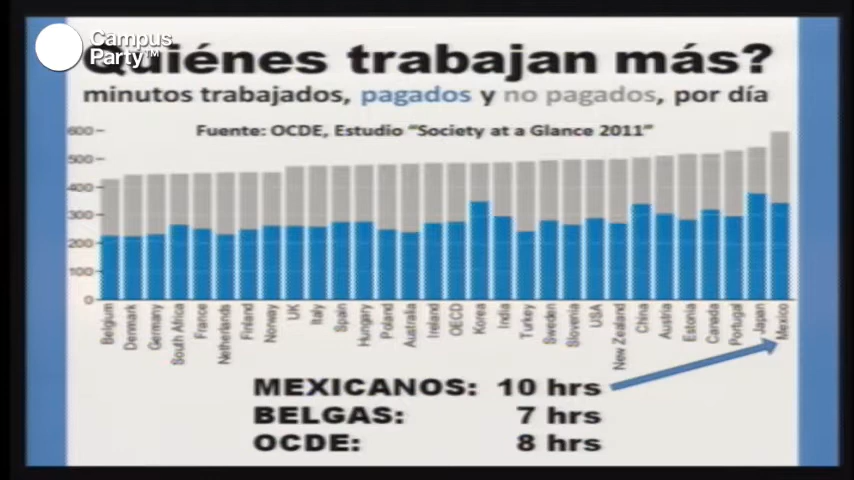 Campus
Party™
Quiénes trabajan más?
minutos trabajados, pagados y no pagados, por día
Fuente: OCDE, Estudio "Society at a Glance 2011"
600
500
400
300
200
100
0
Belgium
Denmark
Germany
South Africa
France
Netherlands
Finland
Norway
UK
Italy
Spain
Hungary
Poland
Australia
Ireland
OECD
Korea
India
Turkey
Sweden
Slovenia
USA
New Zealand
China
Austria
Estonia
Canada
Portugal
Japan
Mexico
MEXICANOS: 10 hrs
BELGAS: 7 hrs
OCDE: 8 hrs